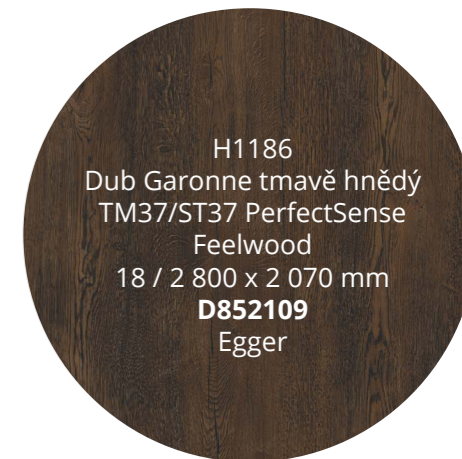 H1186
Dub Garonne tmavě hnědý
TM37/ST37 PerfectSense
Feelwood
18 / 2 800 x 2 070 mm
D852109
Egger